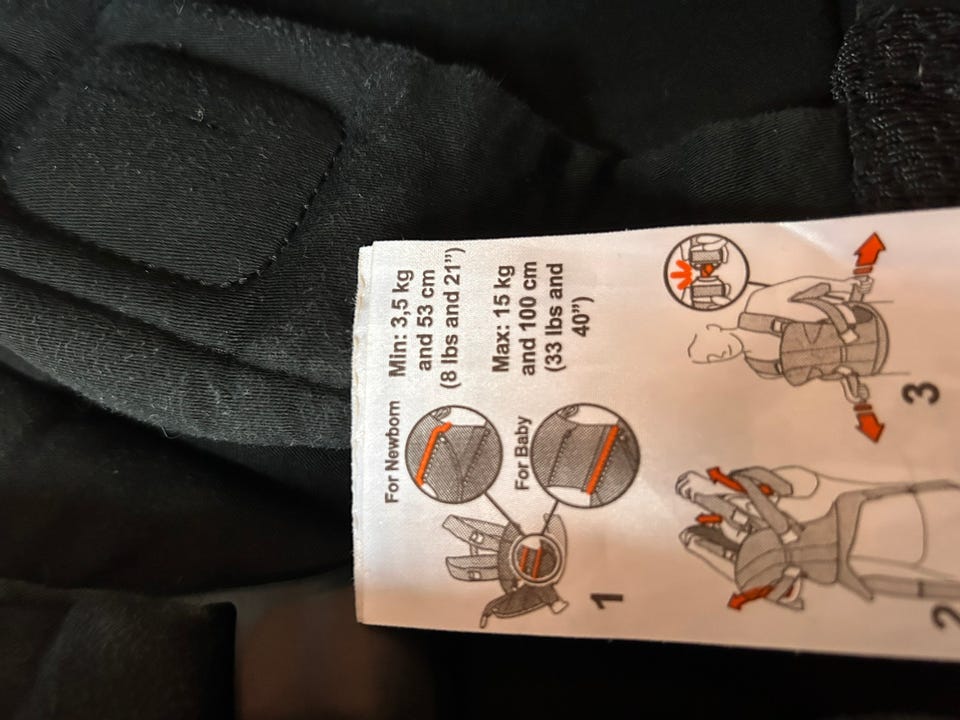 Min: 3,5 kg
and 53 cm
(8 lbs and 21”)
Max: 15 kg
and 100 cm
(33 lbs and
40”)
For Newborn
For Baby
1
2
3